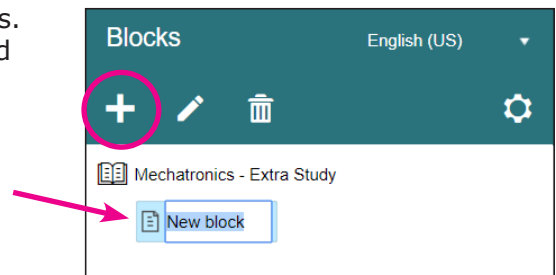 s.
d
Blocks English (US)
Mechatronics - Extra Study
New block